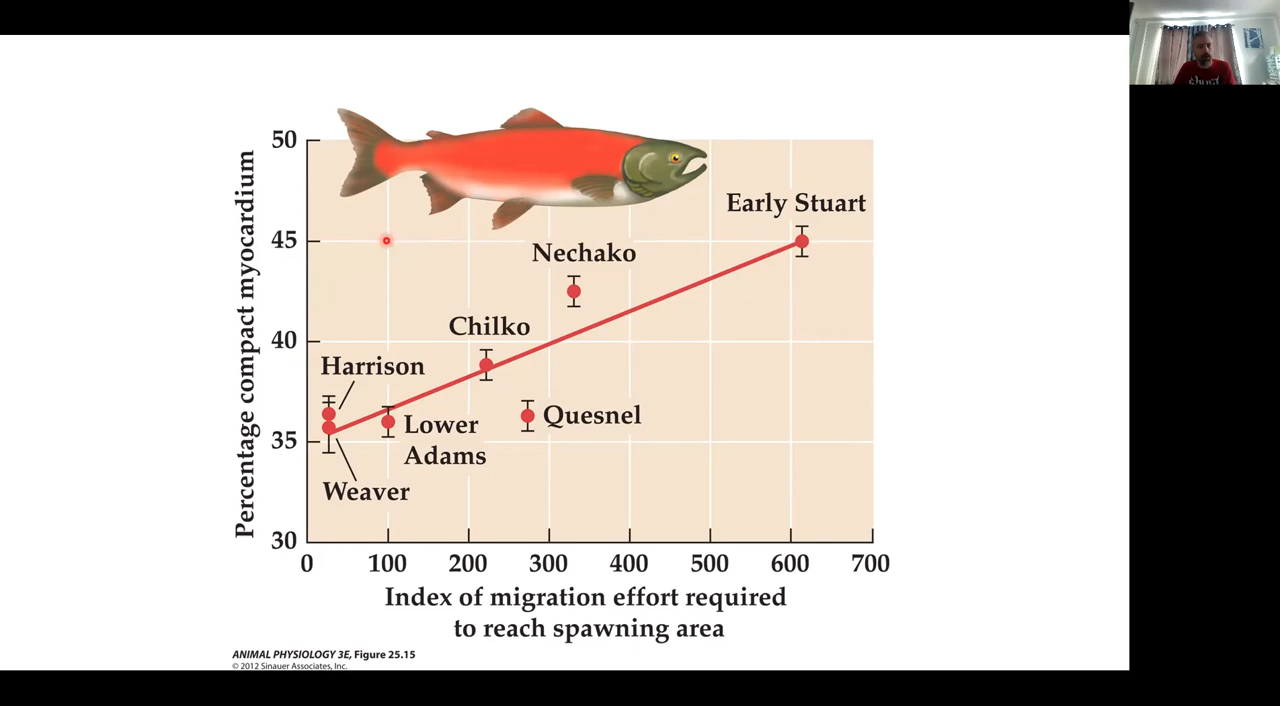 50
45
40
35
30
Percentage compact myocardium
Early Stuart
Nechako
Chilko
Harrison
Quesnel
Lower
Adams
Weaver
0 100 200 300 400 500 600 700
Index of migration effort required
to reach spawning area
ANIMAL PHYSIOLOGY 3E, Figure 25.15
© 2012 Sinauer Associates, Inc.